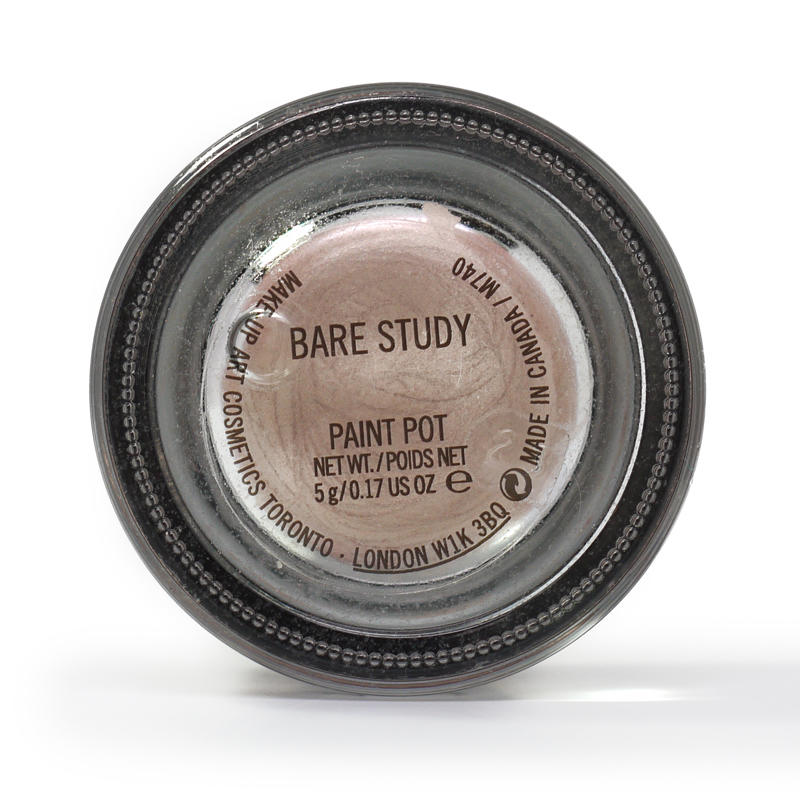 BARE STUDY
PAINT POT
NET WT./POIDS NET
5 g/0.17 US OZ ℮
MAKE-UP ART COSMETICS TORONTO · LONDON W1K 3BQ
MADE IN CANADA / M740